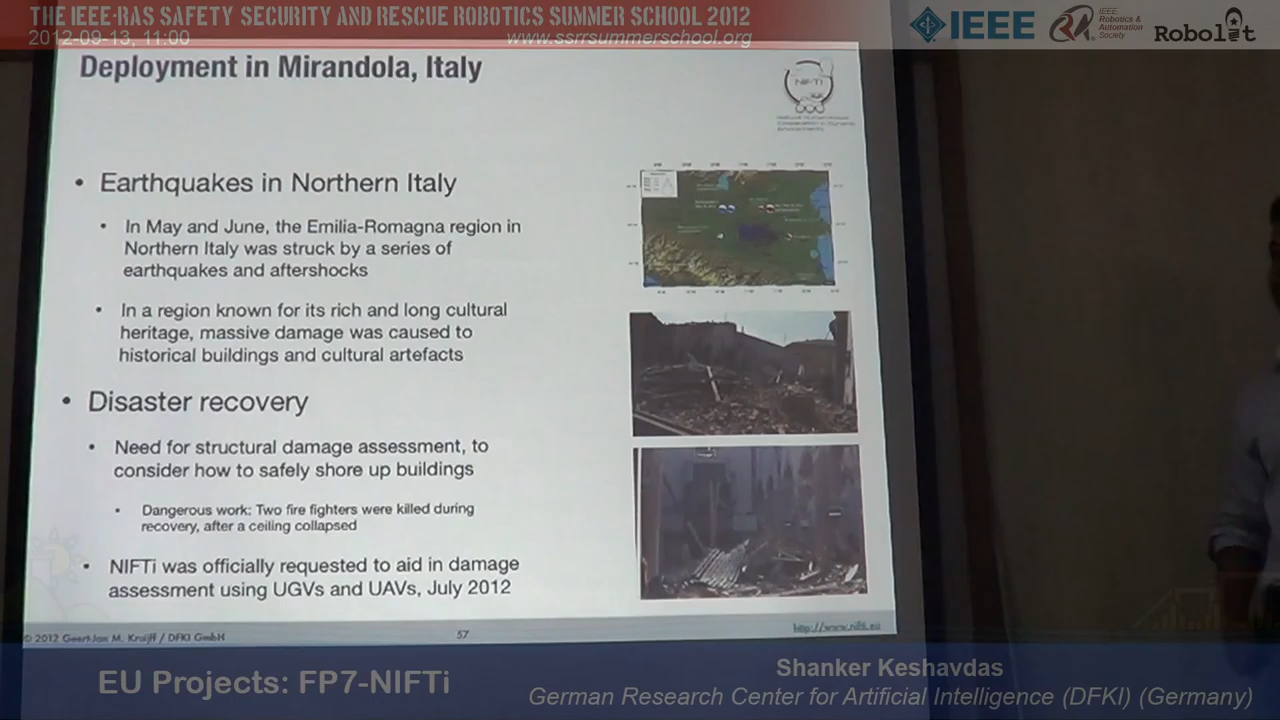 THE IEEE-RAS SAFETY SECURITY AND RESCUE ROBOTICS SUMMER SCHOOL 2012
2012-09-13, 11:00
www.ssrrsummerschool.org
IEEE
IEEE
Robotics &
Automation
Society
Robolit
Deployment in Mirandola, Italy
NIFTi
• Earthquakes in Northern Italy
• In May and June, the Emilia-Romagna region in
Northern Italy was struck by a series of
earthquakes and aftershocks
• In a region known for its rich and long cultural
heritage, massive damage was caused to
historical buildings and cultural artefacts
• Disaster recovery
• Need for structural damage assessment, to
consider how to safely shore up buildings
• Dangerous work: Two fire fighters were killed during
recovery, after a ceiling collapsed
• NIFTi was officially requested to aid in damage
assessment using UGVs and UAVs, July 2012
© 2012 Geert-Jan M. Kruijff / DFKI GmbH
57
http://www.nifti.eu
EU Projects: FP7-NIFTi
Shanker Keshavdas
German Research Center for Artificial Intelligence (DFKI) (Germany)